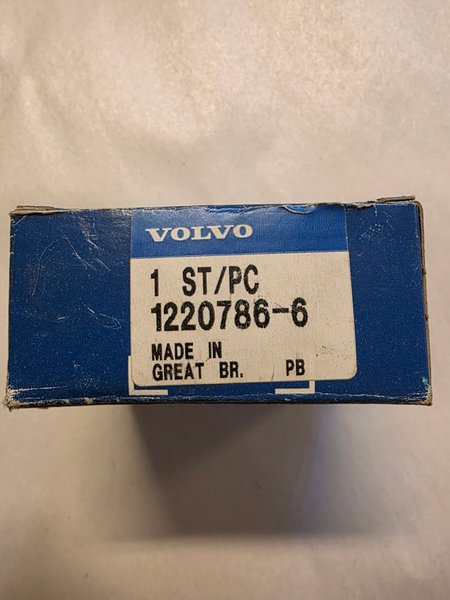 VOLVO
1 ST/PC
1220786-6
MADE IN
GREAT BR. PB